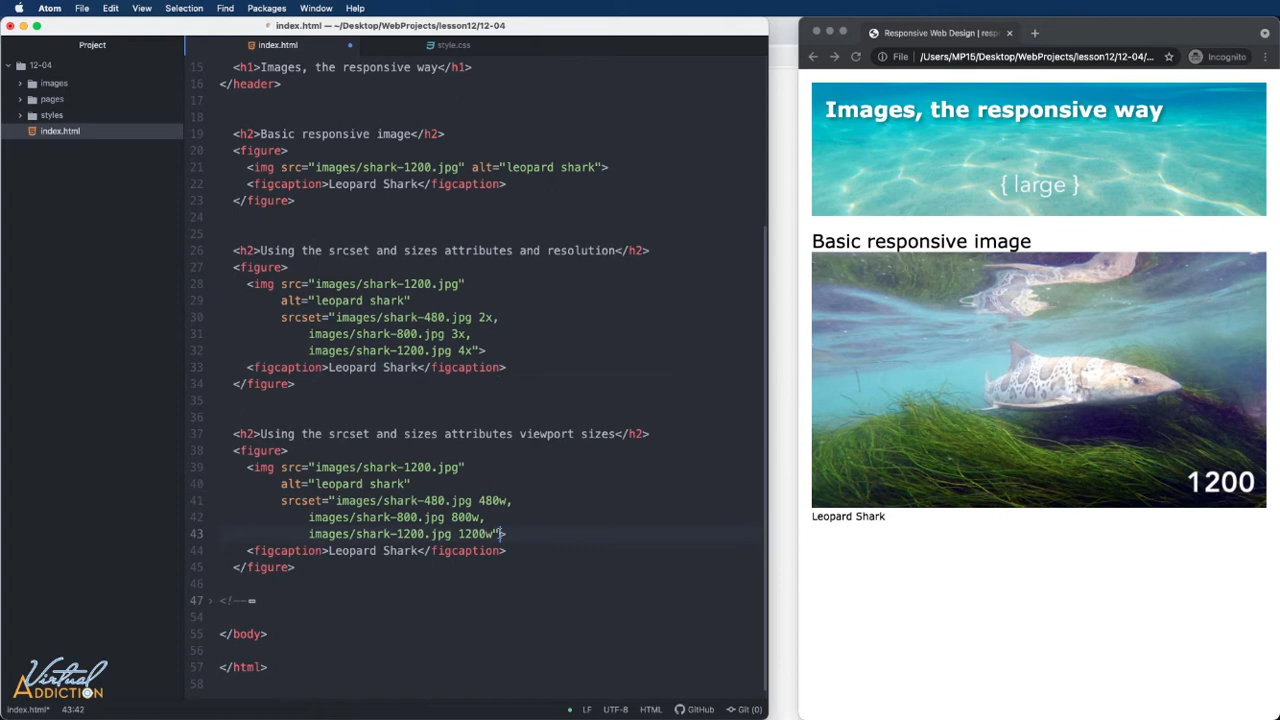 Atom File Edit View Selection Find Packages Window Help
index.html — ~/Desktop/WebProjects/lesson12/12-04
Project
index.html
style.css
12-04
images
pages
styles
index.html
15 <h1>Images, the responsive way</h1>
16 </header>
17
18
19 <h2>Basic responsive image</h2>
20 <figure>
21 <img src="images/shark-1200.jpg" alt="leopard shark">
22 <figcaption>Leopard Shark</figcaption>
23 </figure>
24
25
26 <h2>Using the srcset and sizes attributes and resolution</h2>
27 <figure>
28 <img src="images/shark-1200.jpg"
29 alt="leopard shark"
30 srcset="images/shark-480.jpg 2x,
31 images/shark-800.jpg 3x,
32 images/shark-1200.jpg 4x">
33 <figcaption>Leopard Shark</figcaption>
34 </figure>
35
36
37 <h2>Using the srcset and sizes attributes viewport sizes</h2>
38 <figure>
39 <img src="images/shark-1200.jpg"
40 alt="leopard shark"
41 srcset="images/shark-480.jpg 480w,
42 images/shark-800.jpg 800w,
43 images/shark-1200.jpg 1200w">
44 <figcaption>Leopard Shark</figcaption>
45 </figure>
46
47 <!--
54
55 </body>
56
57 </html>
58
Virtual
ADDICTION
index.html* 43:42
LF UTF-8 HTML GitHub Git (0)
Responsive Web Design | resp
File /Users/MP15/Desktop/WebProjects/lesson12/12-04/... Incognito
Images, the responsive way
{ large }
Basic responsive image
1200
Leopard Shark